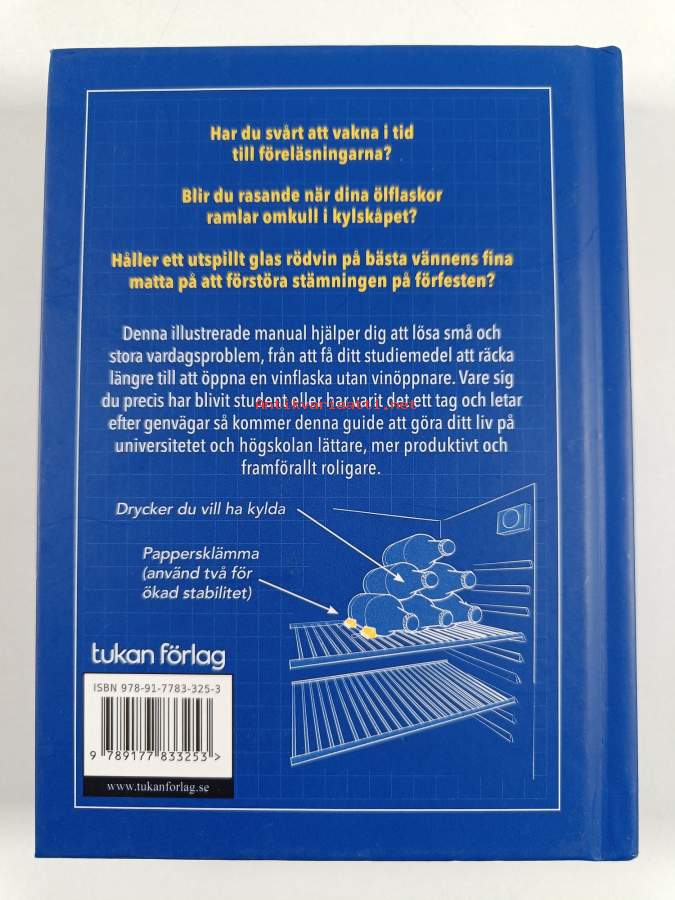 Har du svårt att vakna i tid
till föreläsningarna?
Blir du rasande när dina ölflaskor
ramlar omkull i kylskåpet?
Håller ett utspillt glas rödvin på bästa vännens fina
matta på att förstöra stämningen på förfesten?
Denna illustrerade manual hjälper dig att lösa små och
stora vardagsproblem, från att få ditt studiemedel att räcka
längre till att öppna en vinflaska utan vinöppnare. Vare sig
du precis har blivit student eller har varit det ett tag och letar
Antikvariaatti.net
efter genvägar så kommer denna guide att göra ditt liv på
universitetet och högskolan lättare, mer produktivt och
framförallt roligare.
Drycker du vill ha kylda
Pappersklämma
(använd två för
ökad stabilitet)
tukan förlag
ISBN 978-91-7783-325-3
9 789177 833253 >
www.tukanforlag.se